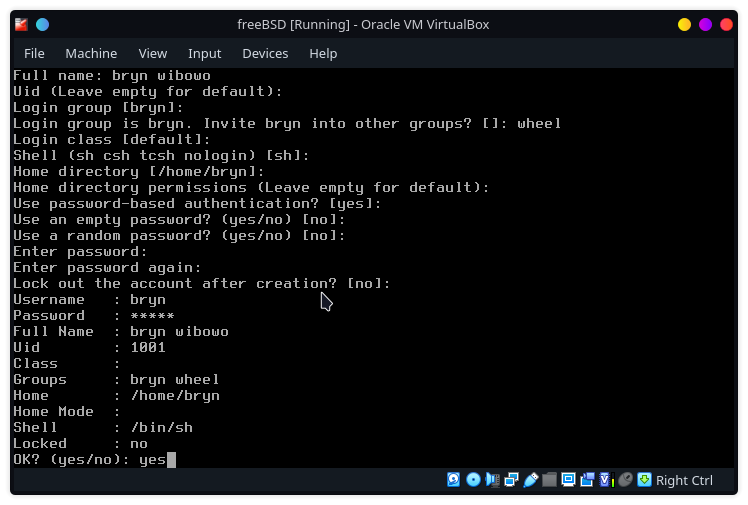 freeBSD [Running] - Oracle VM VirtualBox
File Machine View Input Devices Help
Full name: bryn wibowo
Uid (Leave empty for default):
Login group [bryn]:
Login group is bryn. Invite bryn into other groups? []: wheel
Login class [default]:
Shell (sh csh tcsh nologin) [sh]:
Home directory [/home/bryn]:
Home directory permissions (Leave empty for default):
Use password-based authentication? [yes]:
Use an empty password? (yes/no) [no]:
Use a random password? (yes/no) [no]:
Enter password:
Enter password again:
Lock out the account after creation? [no]:
Username   : bryn
Password   : *****
Full Name  : bryn wibowo
Uid        : 1001
Class      :
Groups     : bryn wheel
Home       : /home/bryn
Home Mode  :
Shell      : /bin/sh
Locked     : no
OK? (yes/no): yes
Right Ctrl